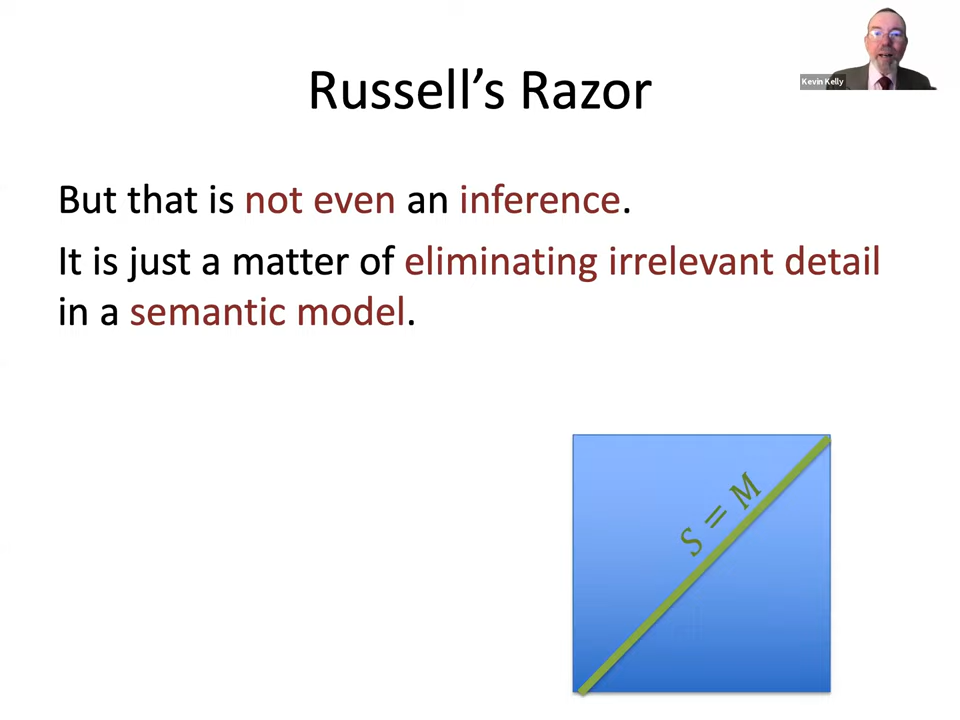 Kevin Kelly
Russell’s Razor
But that is not even an inference.
It is just a matter of eliminating irrelevant detail
in a semantic model.
S = M